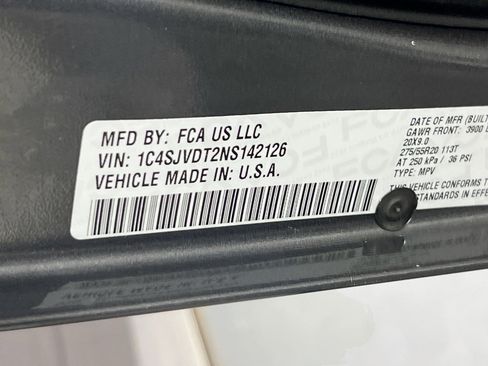 MFD BY: FCA US LLC
VIN: 1C4SJVDT2NS142126
VEHICLE MADE IN: U.S.A.
DATE OF MFR (BUILT
GAWR FRONT: 3900
20X9.0
275/55R20 113T
AT 250 kPa / 36 PSI
TYPE: MPV
THIS VEHICLE CONFORMS
STANDARDS IN EFFE